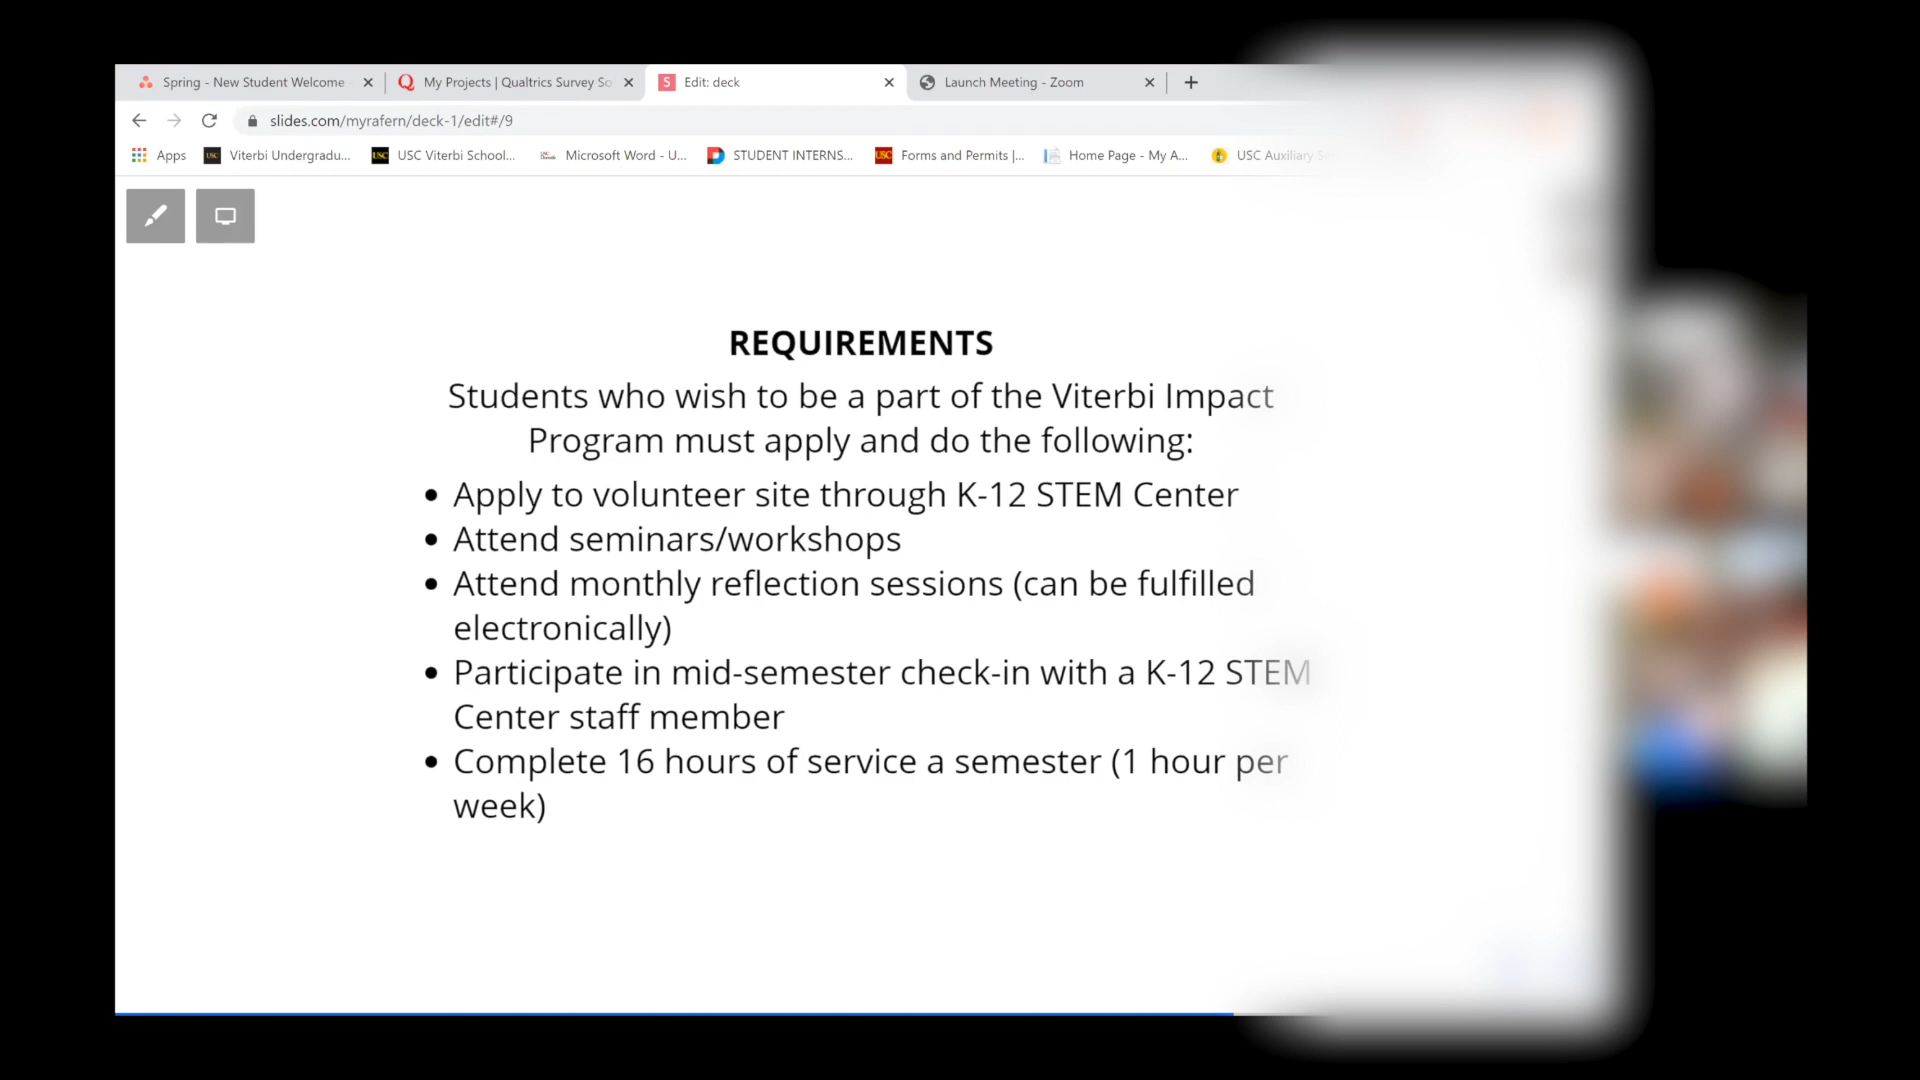 Spring - New Student Welcome
My Projects | Qualtrics Survey So
Edit: deck
Launch Meeting - Zoom
slides.com/myrafern/deck-1/edit#/9
Apps
Viterbi Undergradu...
USC Viterbi School...
Microsoft Word - U...
STUDENT INTERNS...
Forms and Permits |...
Home Page - My A...
USC Auxiliary
REQUIREMENTS
Students who wish to be a part of the Viterbi Impact
Program must apply and do the following:
• Apply to volunteer site through K-12 STEM Center
• Attend seminars/workshops
• Attend monthly reflection sessions (can be fulfilled
electronically)
• Participate in mid-semester check-in with a K-12 STEM
Center staff member
• Complete 16 hours of service a semester (1 hour per
week)